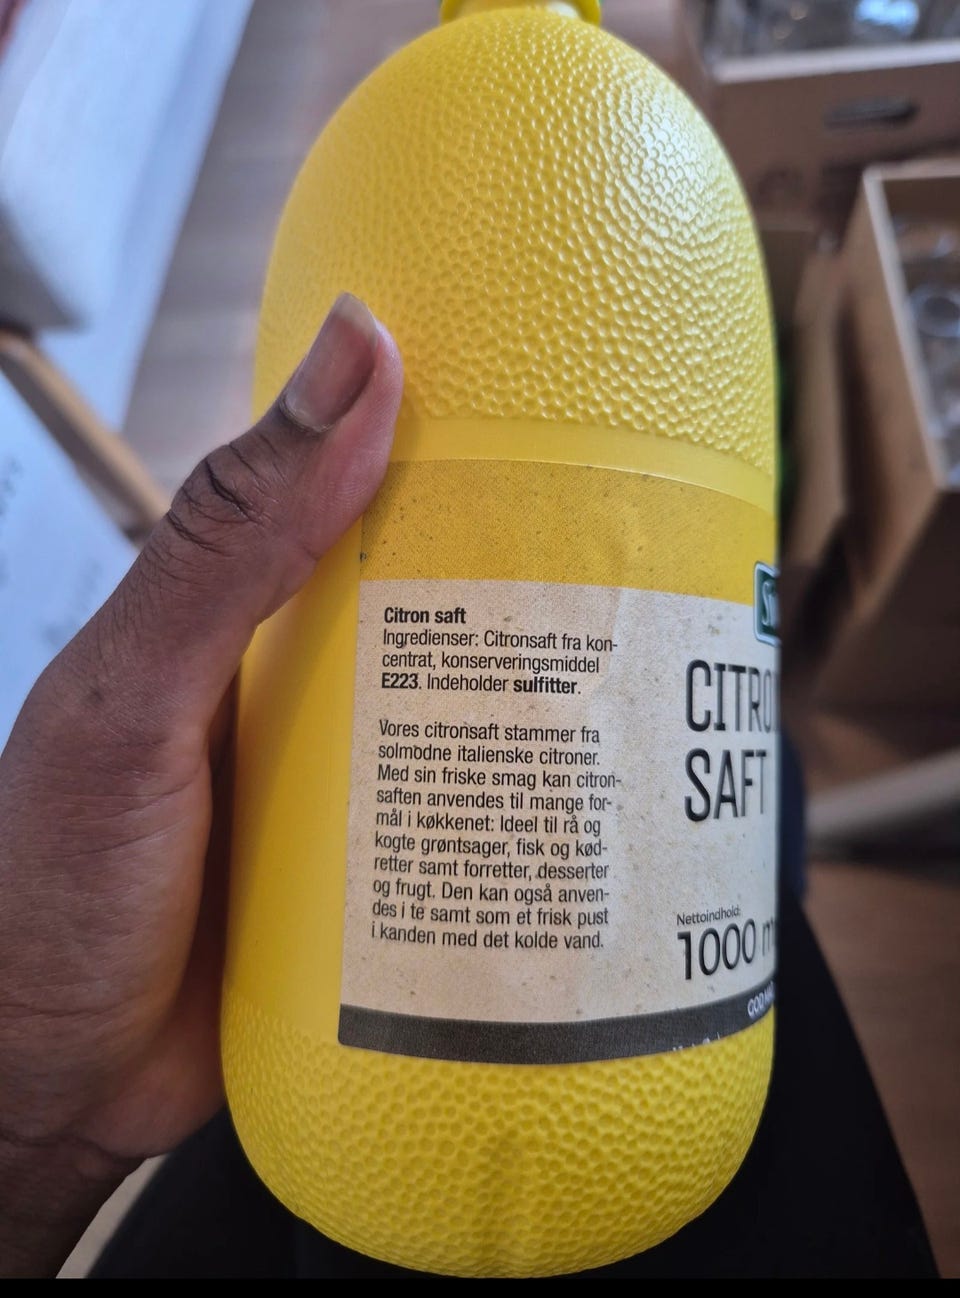 Citron saft
Ingredienser: Citronsaft fra kon-
centrat, konserveringsmiddel
E223. Indeholder sulfitter.
Vores citronsaft stammer fra
solmodne italienske citroner.
Med sin friske smag kan citron-
saften anvendes til mange for-
mål i køkkenet: Ideel til rå og
kogte grøntsager, fisk og kød-
retter samt forretter, desserter
og frugt. Den kan også anven-
des i te samt som et frisk pust
i kanden med det kolde vand.
CITRO
SAFT
Nettoindhold:
1000 m